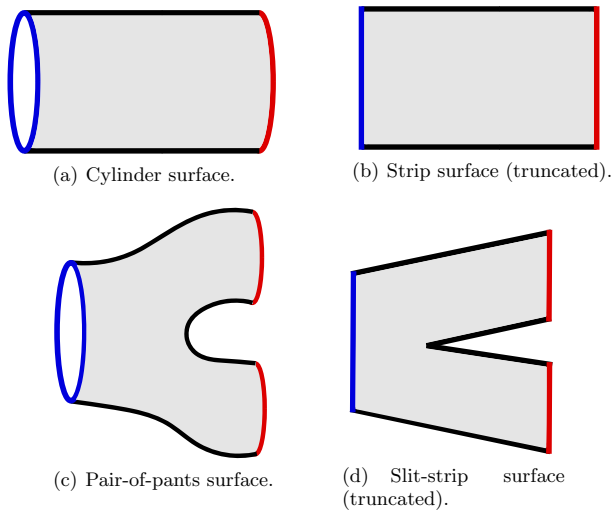 (a) Cylinder surface.
(b) Strip surface (truncated).
(c) Pair-of-pants surface.
(d) Slit-strip surface
(truncated).